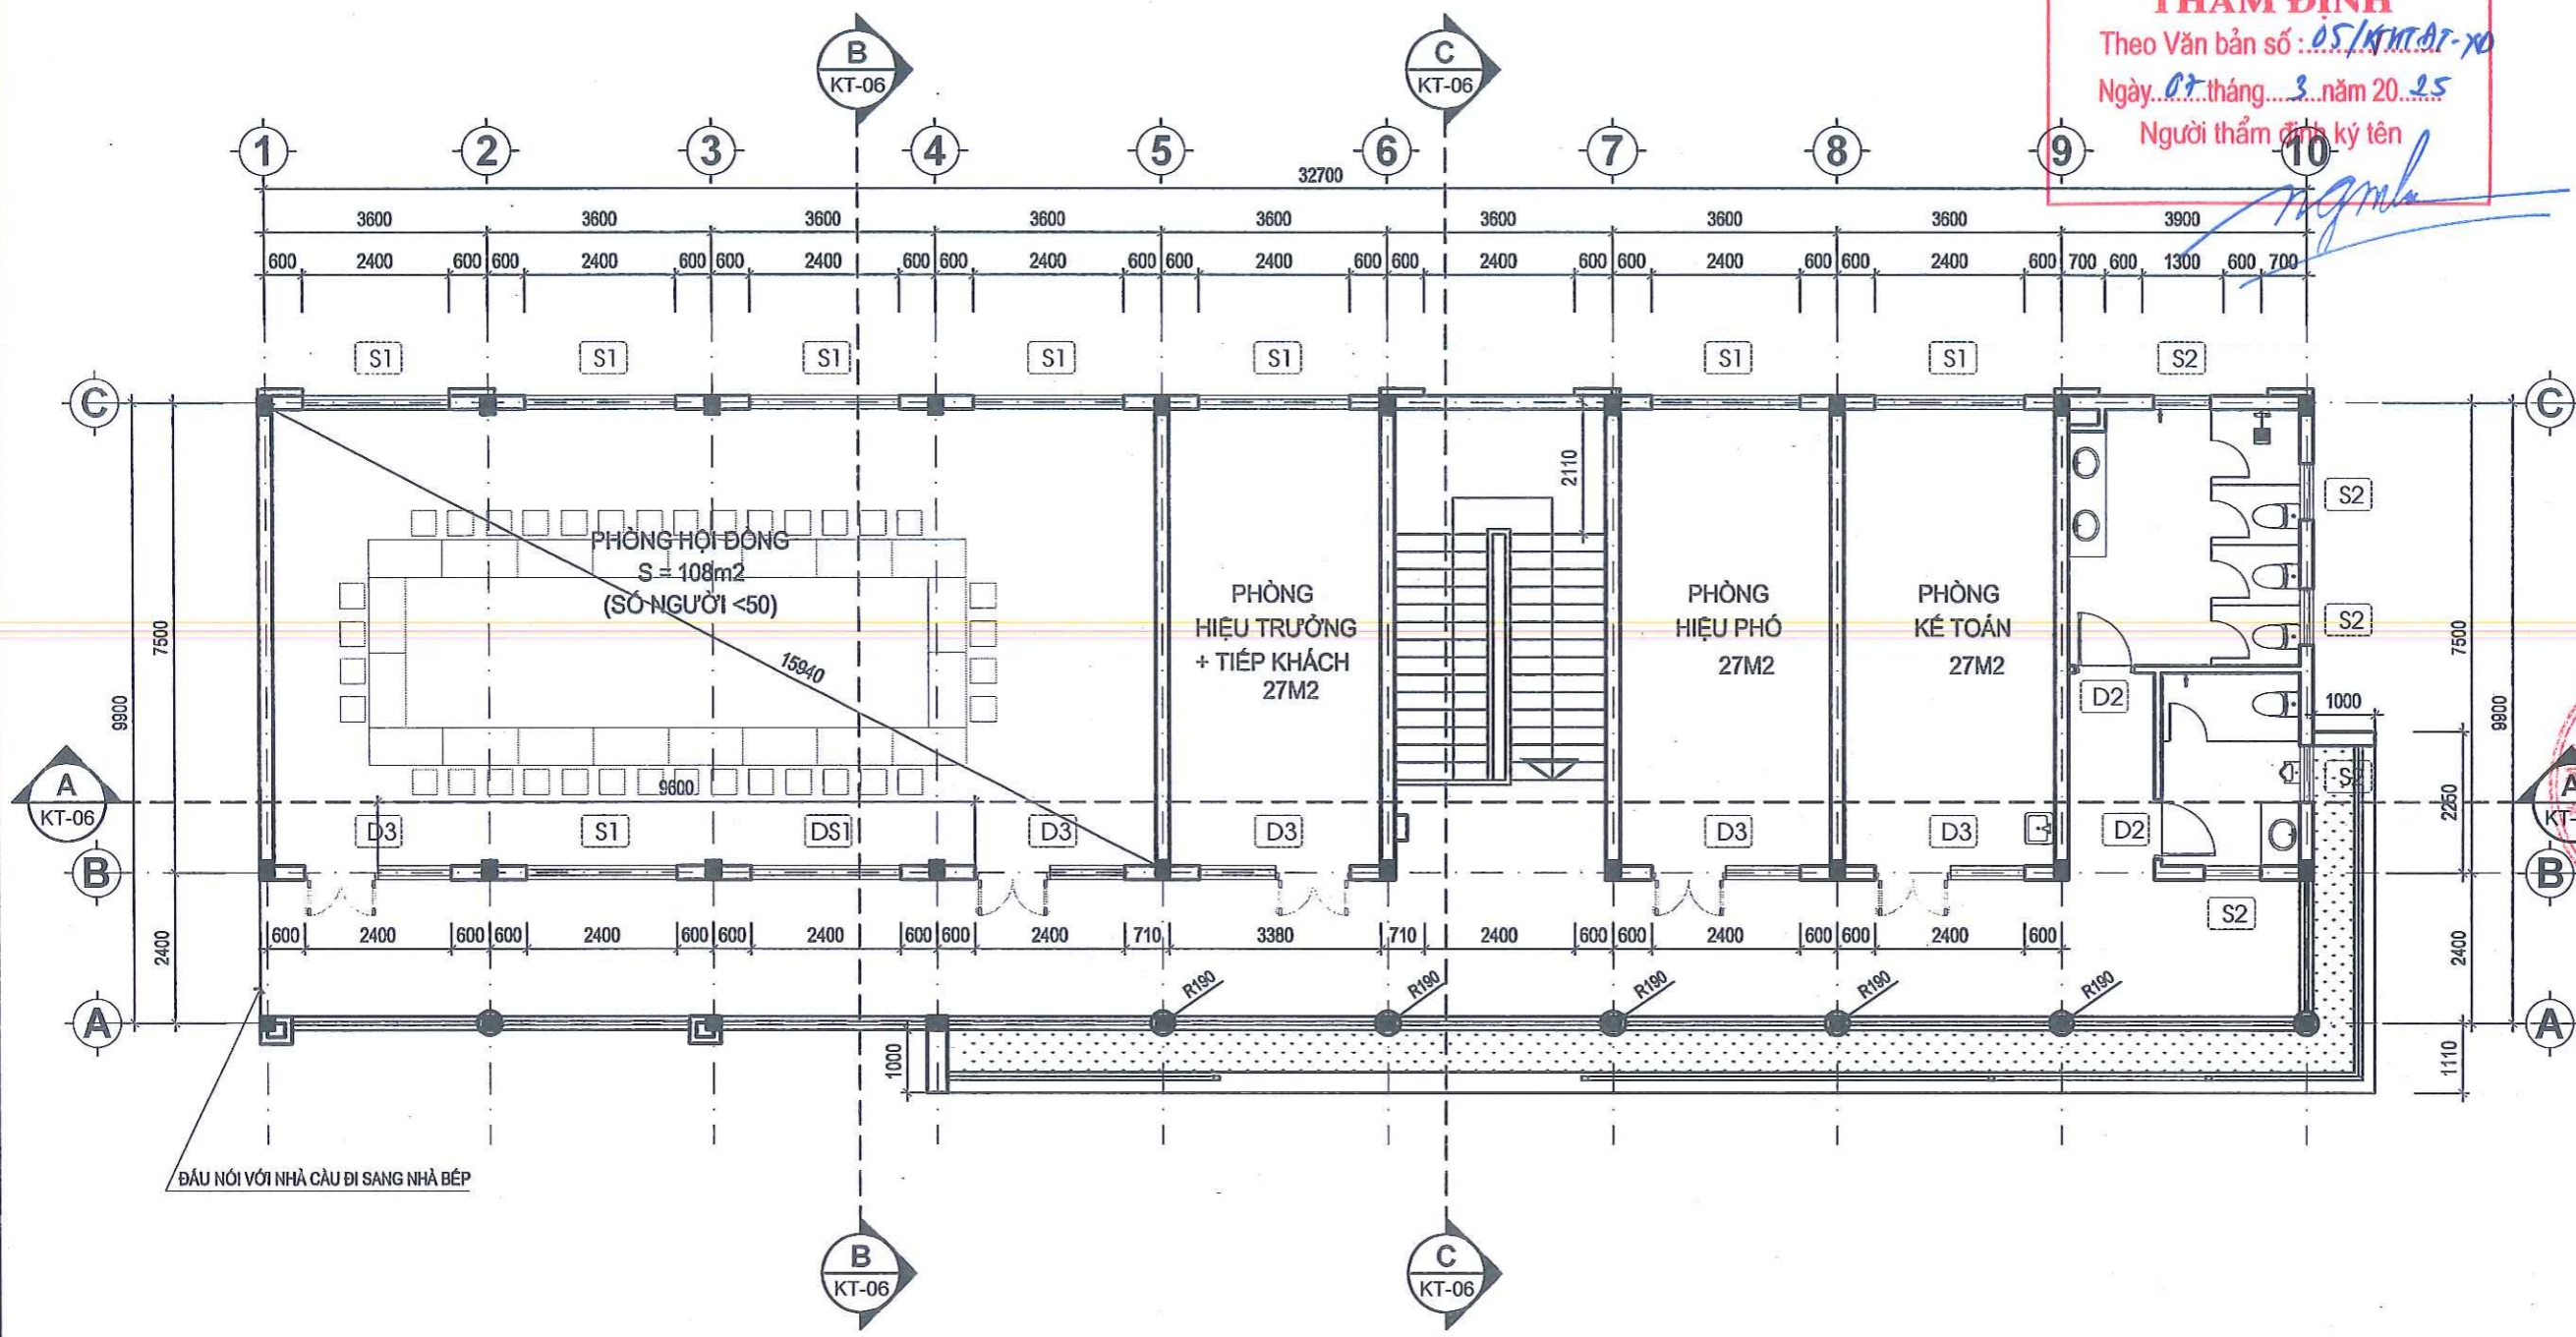 THẨM ĐỊNH
Theo Văn bản số :
Ngày 07 tháng 3 năm 20 25
Người thẩm định ký tên
B
KT-06
C
KT-06
1 2 3 4 5 6 7 8 9 10
32700
3600 3600 3600 3600 3600 3600 3600 3600 3900
600 2400 600 600 2400 600 600 2400 600 600 2400 600 600 2400 600 600 2400 600 600 2400 600 600 2400 600 700 600 1300 600 700
S1 S1 S1 S1 S1 S1 S1 S2
C C
2110
S2
PHÒNG HỘI ĐỒNG
S = 108m2
(SỐ NGƯỜI <50)
PHÒNG
HIỆU TRƯỞNG
+ TIẾP KHÁCH
27M2
PHÒNG
HIỆU PHÓ
27M2
PHÒNG
KẾ TOÁN
27M2
S2
7500
9900
15940
7500
9900
D2
1000
A
KT-06
9600
S2
2250
A
D3 S1 DS1 D3 D3 D3 D3 D2
B B
S2
600 2400 600 600 2400 600 600 2400 600 600 2400 710 3380 710 2400 600 600 2400 600 600 2400 600
2400
2400
R190 R190 R190 R190 R190
A A
1000
1110
ĐẤU NỐI VỚI NHÀ CẦU ĐI SANG NHÀ BẾP
B
KT-06
C
KT-06